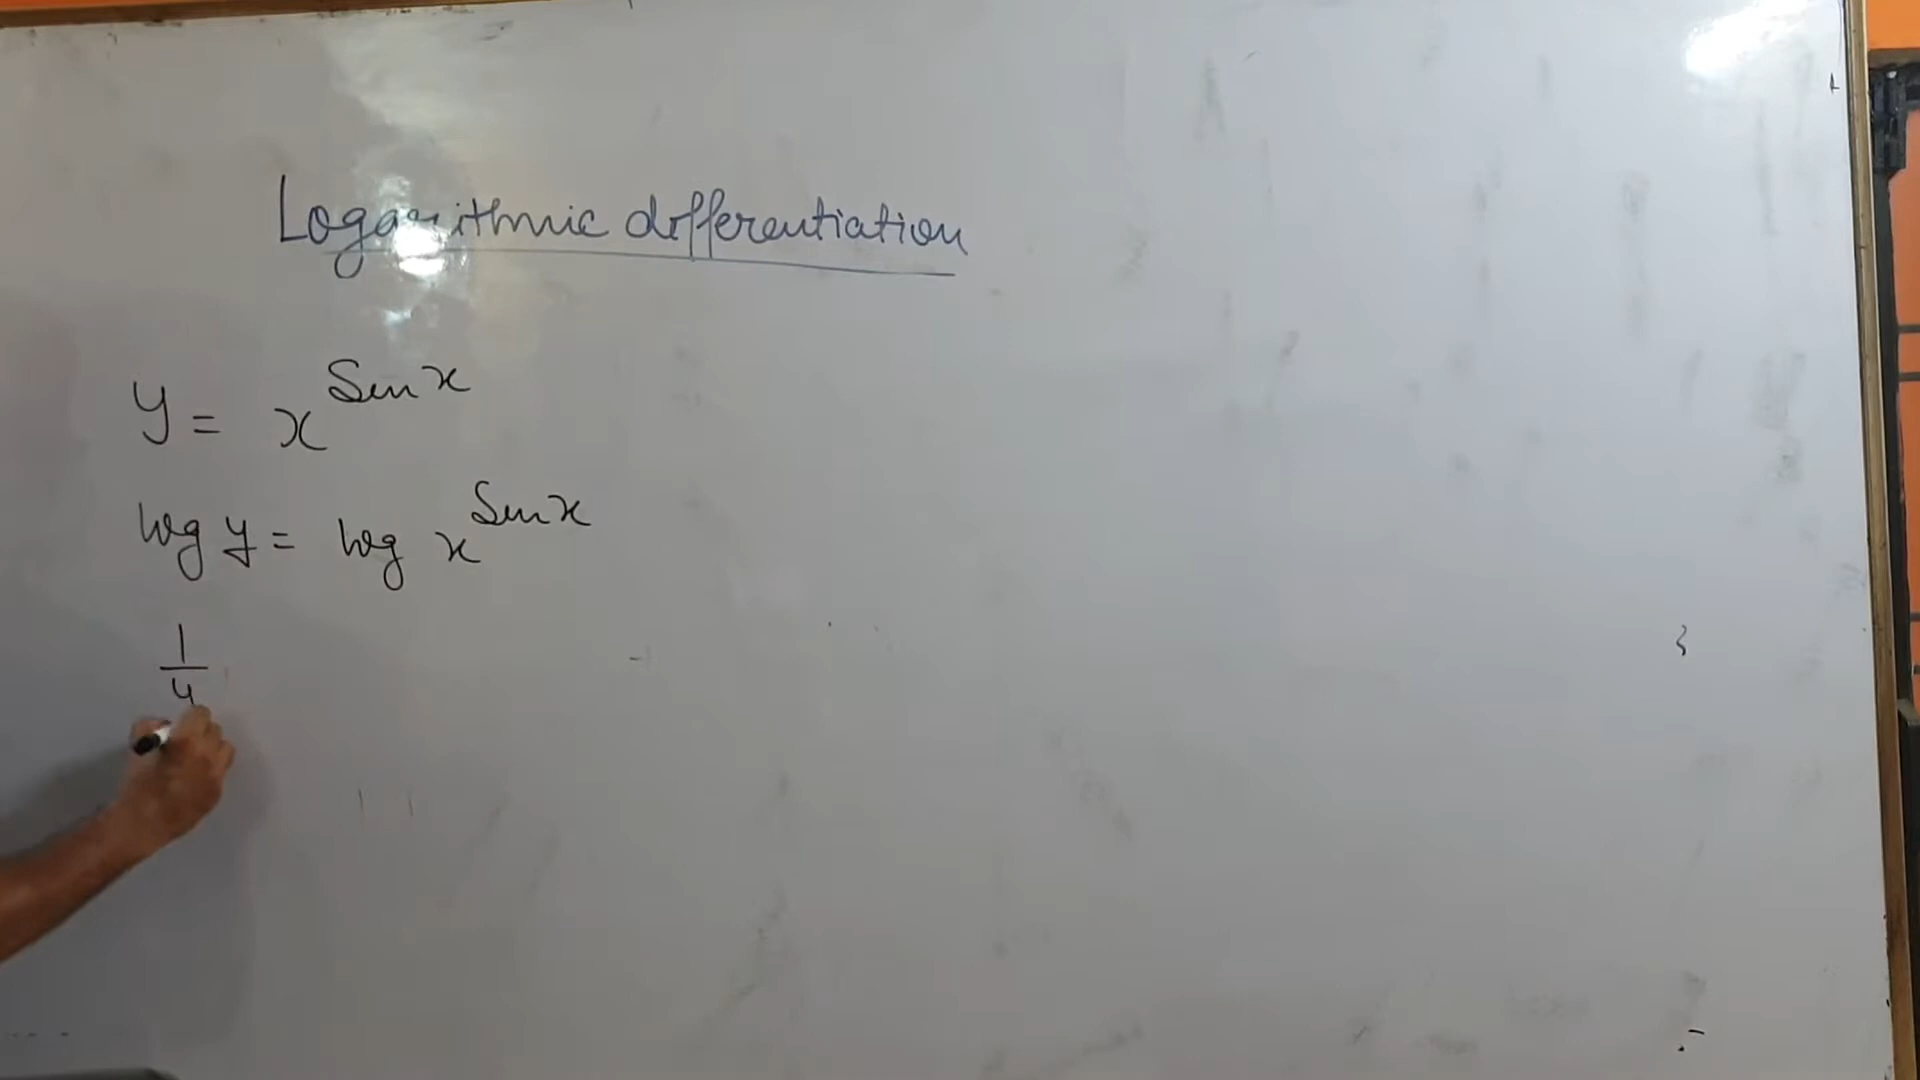 Logarithmic differentiation
y = x^Sin x
log y = log x^Sin x
1/y